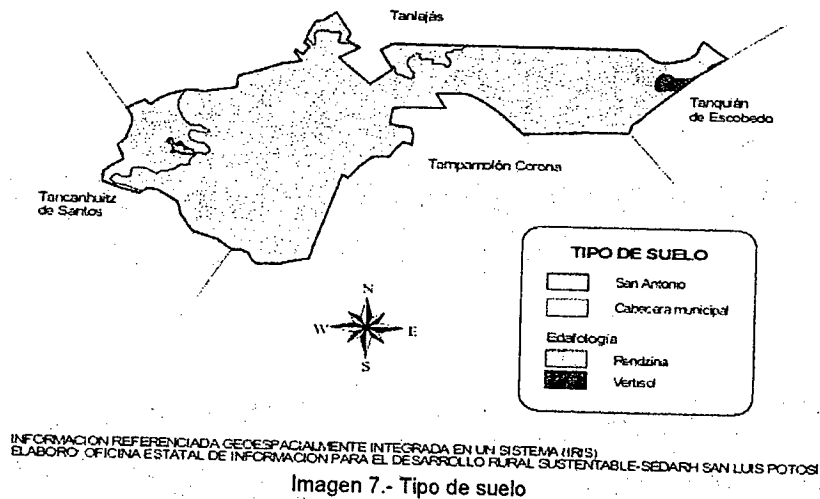 Tanlajás
Tanquián
de Escobedo
Tampamolón Corona
Tancanhuitz
de Santos
TIPO DE SUELO
San Antonio
Cabecera municipal
Edafología
Rendzina
Vertisol
N
W
E
S
INFORMACION REFERENCIADA GEOESPACIALMENTE INTEGRADA EN UN SISTEMA (IRIS)
ELABORO: OFICINA ESTATAL DE INFORMACION PARA EL DESARROLLO RURAL SUSTENTABLE-SEDARH SAN LUIS POTOSI
Imagen 7.- Tipo de suelo